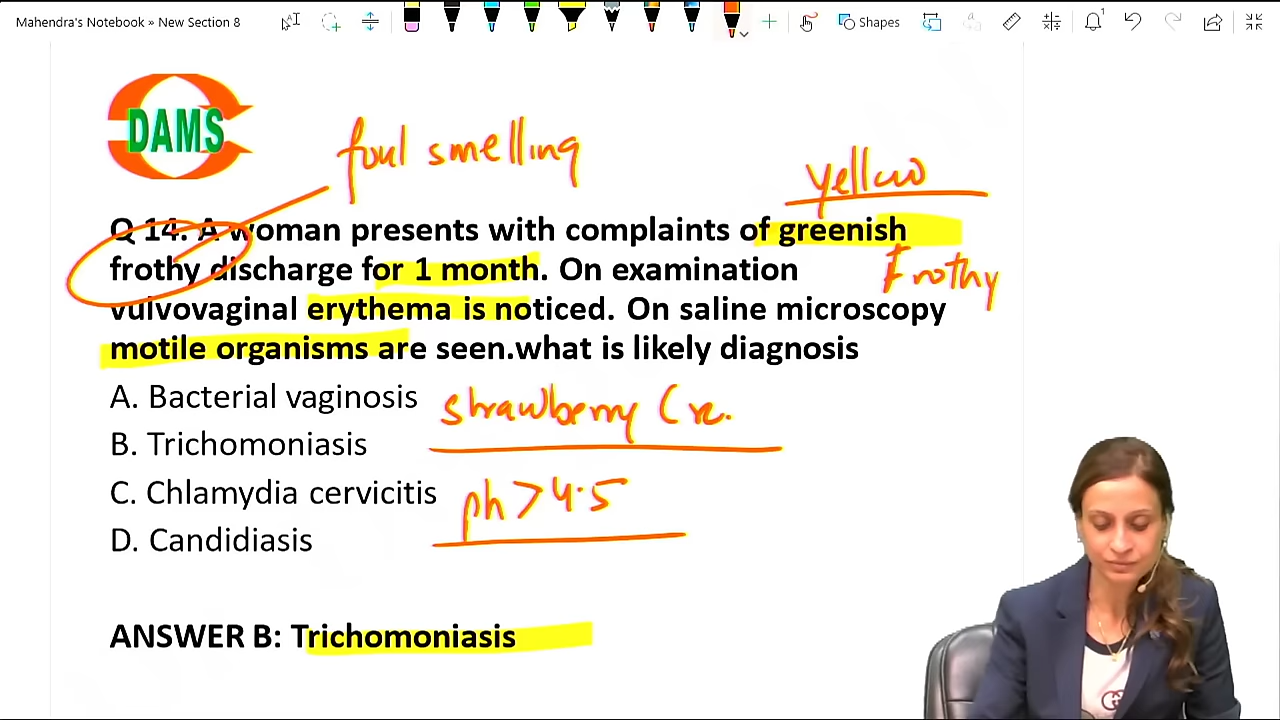 Mahendra's Notebook » New Section 8
Shapes
1
DAMS
foul smelling
yellow
Q 14. A woman presents with complaints of greenish
frothy discharge for 1 month. On examination
Frothy
vulvovaginal erythema is noticed. On saline microscopy
motile organisms are seen.what is likely diagnosis
A. Bacterial vaginosis
strawberry Cx.
B. Trichomoniasis
C. Chlamydia cervicitis
ph > 4.5
D. Candidiasis
ANSWER B: Trichomoniasis